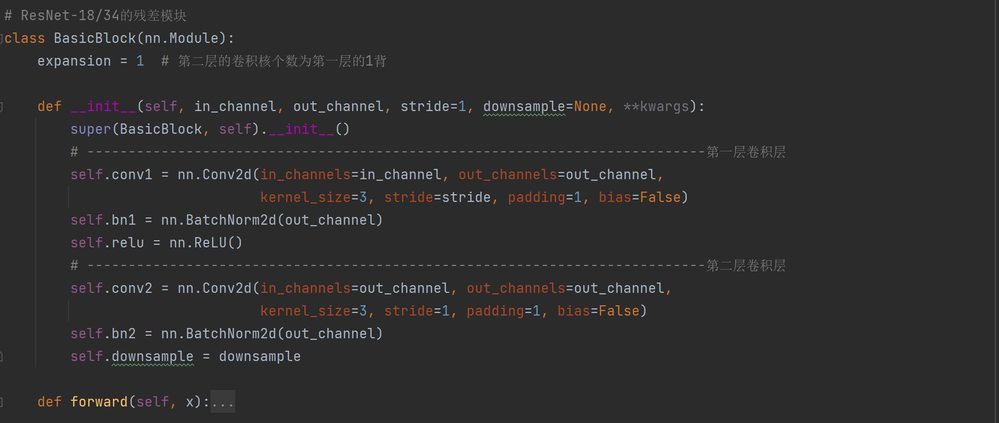 # ResNet-18/34的残差模块
class BasicBlock(nn.Module):
expansion = 1  # 第二层的卷积核个数为第一层的1背
def __init__(self, in_channel, out_channel, stride=1, downsample=None, **kwargs):
super(BasicBlock, self).__init__()
# ---------------------------------------------------------------------------第一层卷积层
self.conv1 = nn.Conv2d(in_channels=in_channel, out_channels=out_channel,
kernel_size=3, stride=stride, padding=1, bias=False)
self.bn1 = nn.BatchNorm2d(out_channel)
self.relu = nn.ReLU()
# ---------------------------------------------------------------------------第二层卷积层
self.conv2 = nn.Conv2d(in_channels=out_channel, out_channels=out_channel,
kernel_size=3, stride=1, padding=1, bias=False)
self.bn2 = nn.BatchNorm2d(out_channel)
self.downsample = downsample
def forward(self, x):...